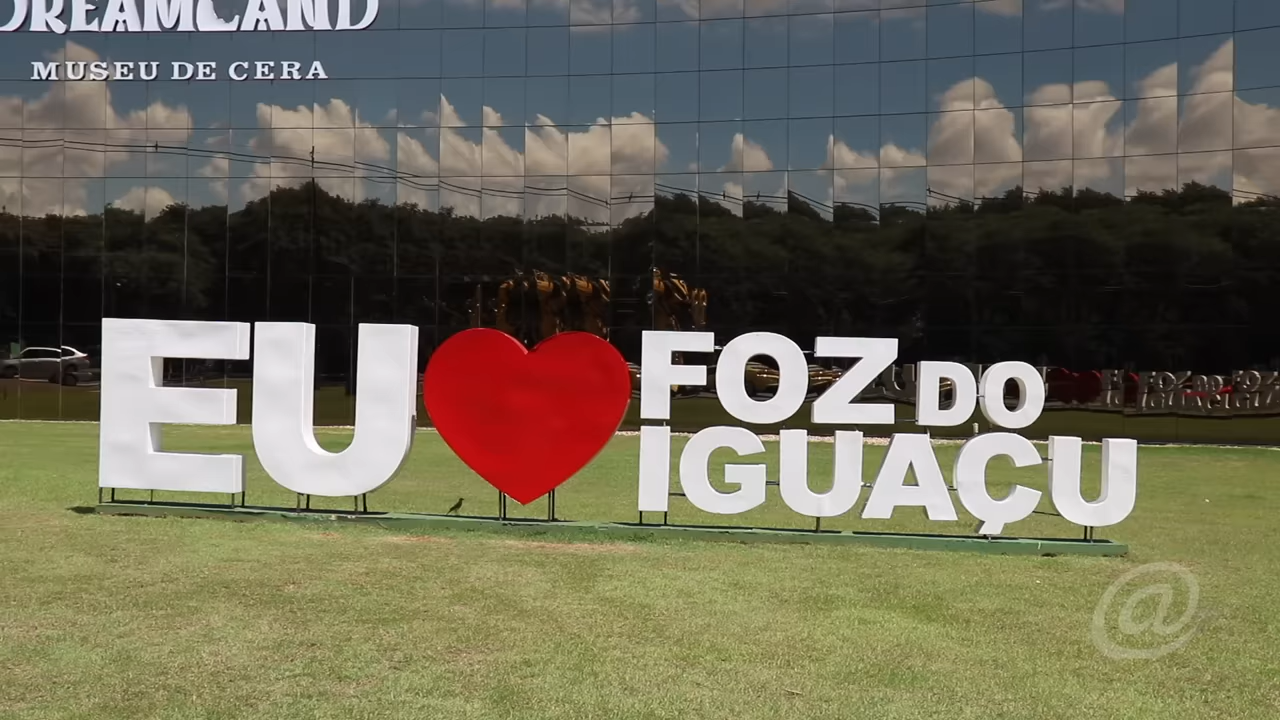 DREAMLAND
MUSEU DE CERA
EU
FOZ DO
IGUAÇU
@